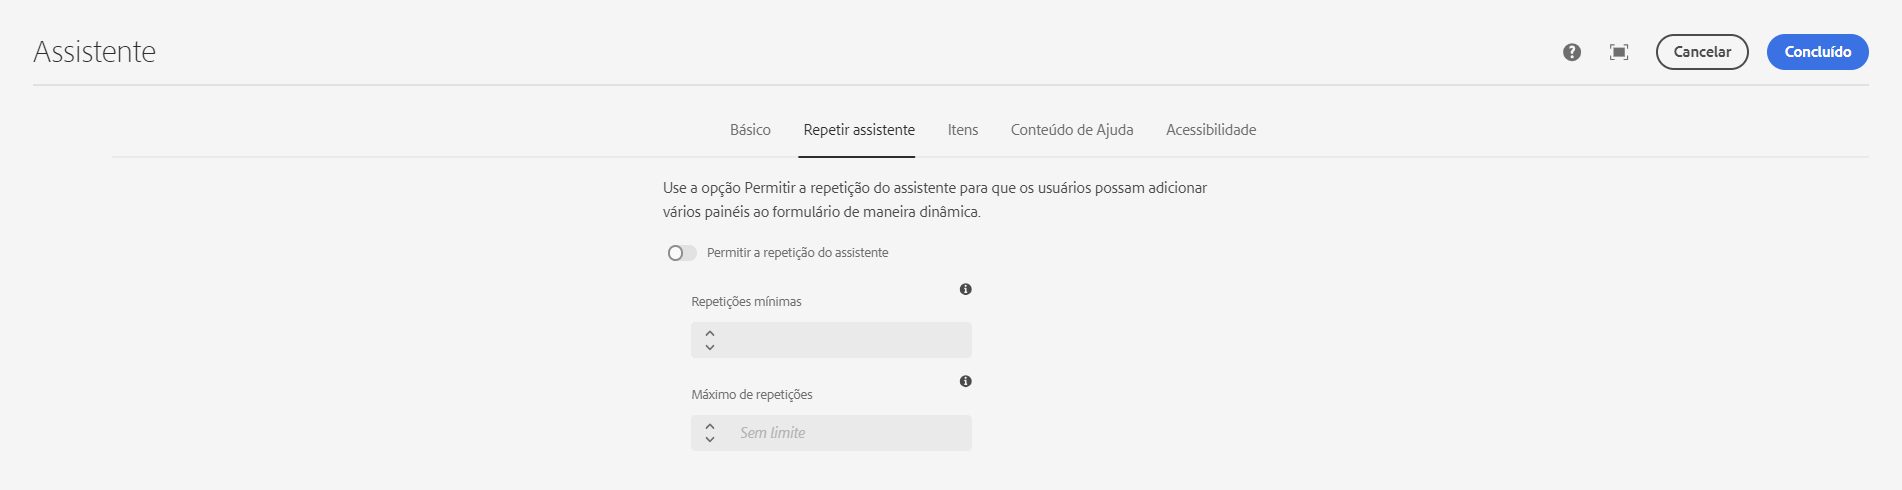 Assistente
Cancelar
Concluído
Básico
Repetir assistente
Itens
Conteúdo de Ajuda
Acessibilidade
Use a opção Permitir a repetição do assistente para que os usuários possam adicionar
vários painéis ao formulário de maneira dinâmica.
Permitir a repetição do assistente
Repetições mínimas
Máximo de repetições
Sem limite